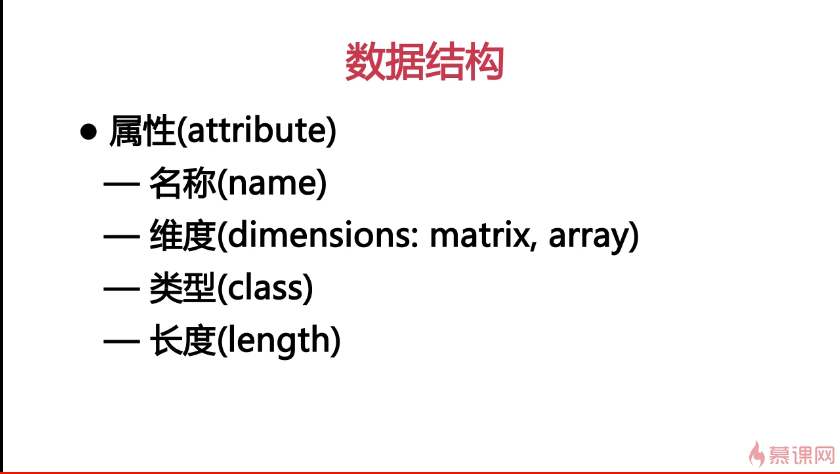 数据结构
● 属性(attribute)
— 名称(name)
— 维度(dimensions: matrix, array)
— 类型(class)
— 长度(length)
慕课网